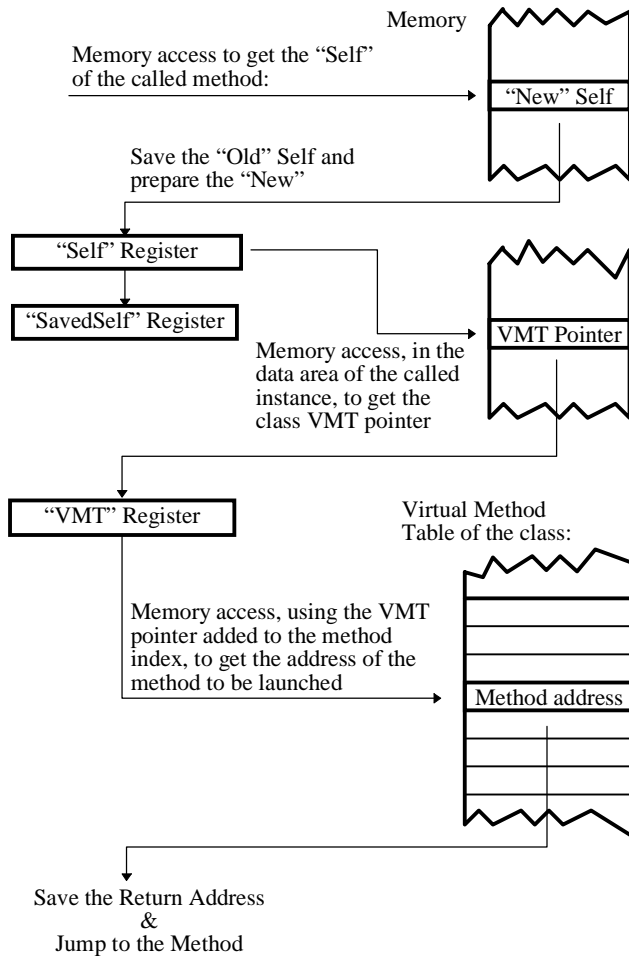 Memory
Memory access to get the “Self”
of the called method:
“New” Self
Save the “Old” Self and
prepare the “New”
“Self” Register
“SavedSelf” Register
VMT Pointer
Memory access, in the
data area of the called
instance, to get the
class VMT pointer
“VMT” Register
Virtual Method
Table of the class:
Memory access, using the VMT
pointer added to the method
index, to get the address of the
method to be launched
Method address
Save the Return Address
&
Jump to the Method